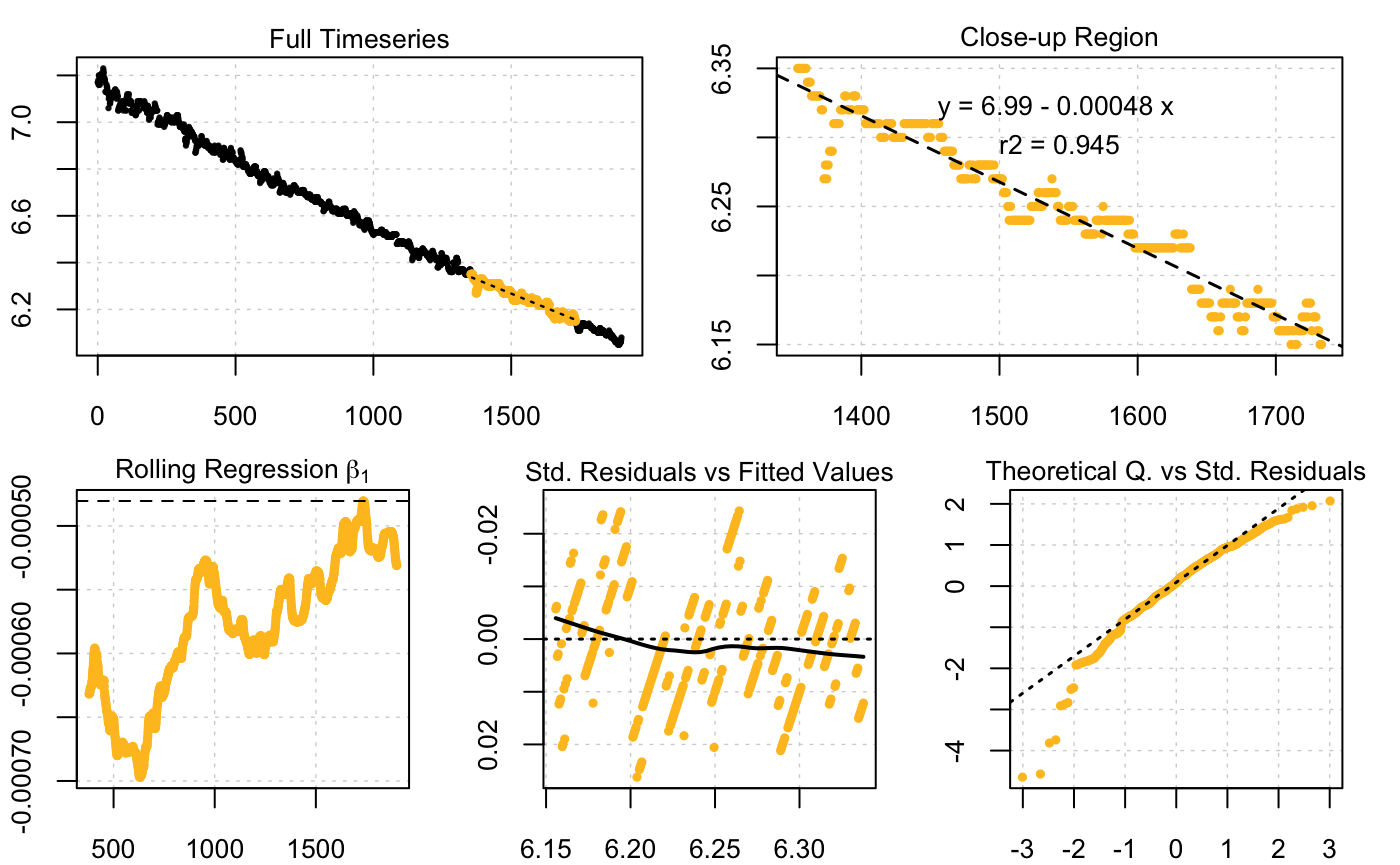 Full Timeseries
7.0
6.6
6.2
0 500 1000 1500
Close-up Region
6.35
6.25
6.15
y = 6.99 - 0.00048 x
r2 = 0.945
1400 1500 1600 1700
Rolling Regression β₁
-0.00050
-0.00060
-0.00070
500 1000 1500
Std. Residuals vs Fitted Values
-0.02
0.00
0.02
6.15 6.20 6.25 6.30
Theoretical Q. vs Std. Residuals
2
1
0
-2
-4
-3 -2 -1 0 1 2 3